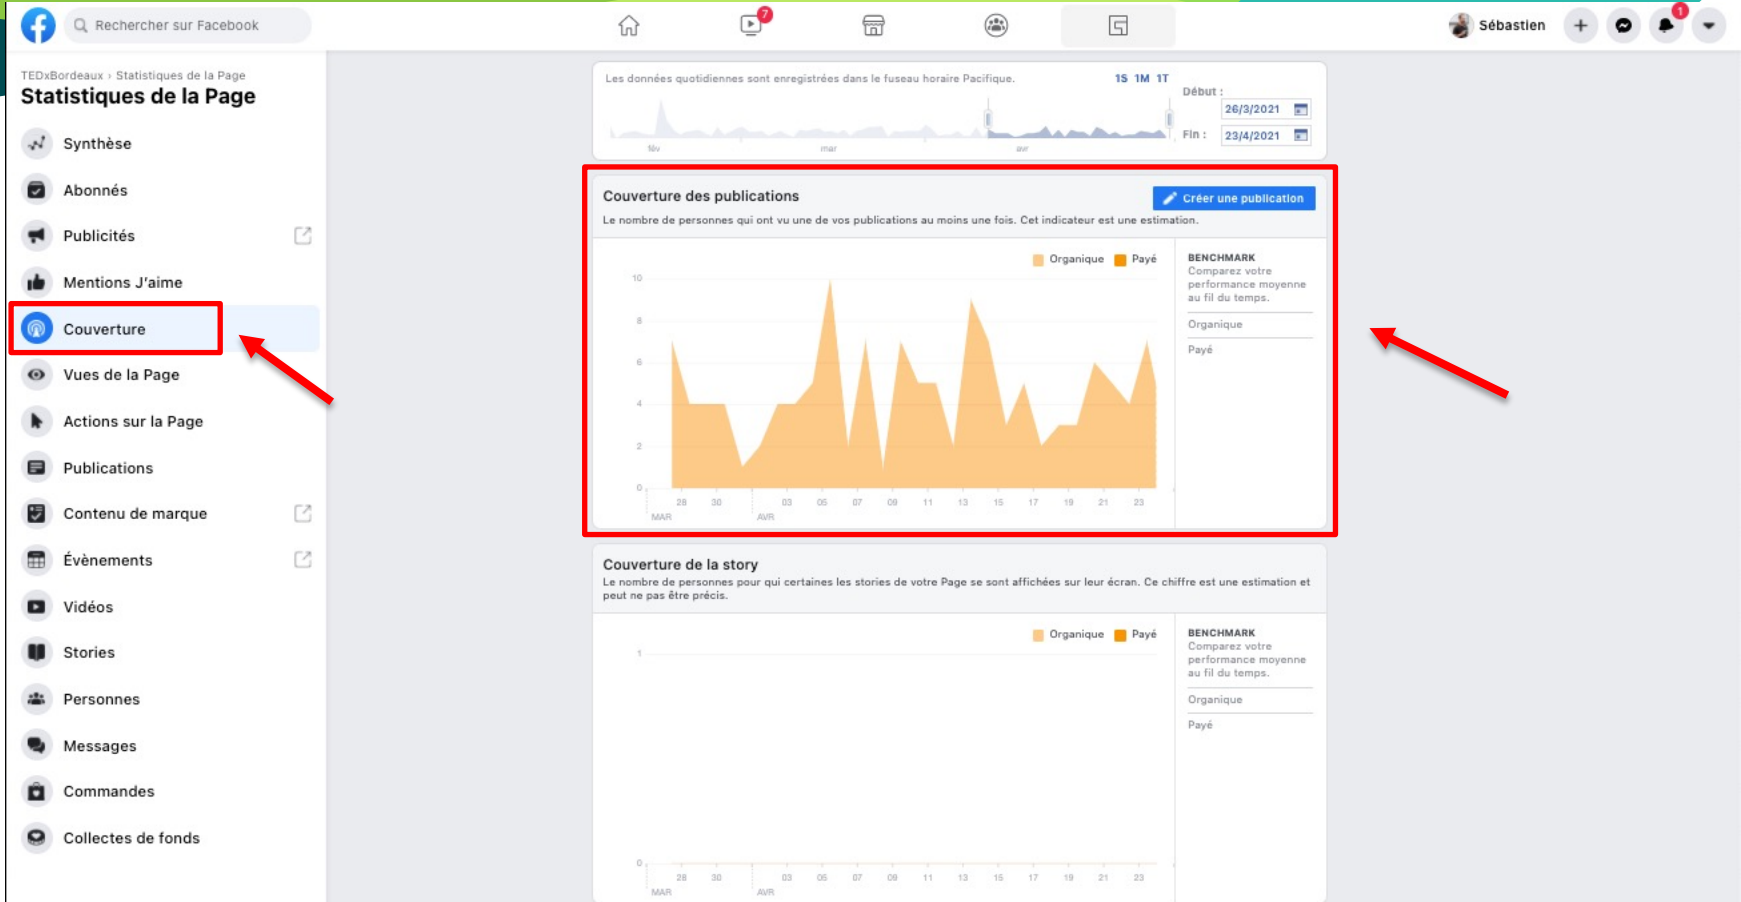 Rechercher sur Facebook
7
Sébastien
1
TEDxBordeaux › Statistiques de la Page
Statistiques de la Page
Synthèse
Abonnés
Publicités
Mentions J'aime
Couverture
Vues de la Page
Actions sur la Page
Publications
Contenu de marque
Évènements
Vidéos
Stories
Personnes
Messages
Commandes
Collectes de fonds
Les données quotidiennes sont enregistrées dans le fuseau horaire Pacifique.
1S 1M 1T
Début :
26/3/2021
Fin :
23/4/2021
fév mar avr
Couverture des publications
Créer une publication
Le nombre de personnes qui ont vu une de vos publications au moins une fois. Cet indicateur est une estimation.
Organique Payé
10
8
6
4
2
0
28 30 03 05 07 09 11 13 15 17 19 21 23
MAR AVR
BENCHMARK
Comparez votre
performance moyenne
au fil du temps.
Organique
Payé
Couverture de la story
Le nombre de personnes pour qui certaines les stories de votre Page se sont affichées sur leur écran. Ce chiffre est une estimation et
peut ne pas être précis.
Organique Payé
1
0
28 30 03 05 07 09 11 13 15 17 19 21 23
MAR AVR
BENCHMARK
Comparez votre
performance moyenne
au fil du temps.
Organique
Payé